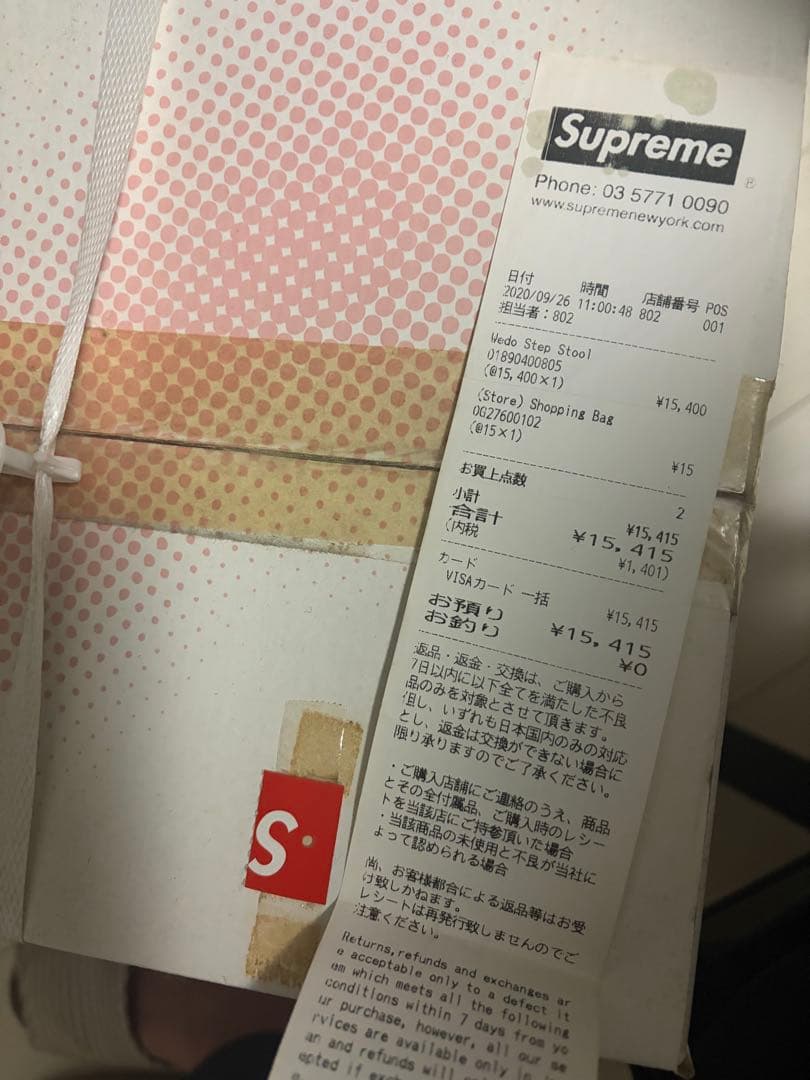 Supreme
®
Phone: 03 5771 0090
www.supremenewyork.com
日付 時間 店舗番号 POS
2020/09/26 11:00:48 802 001
担当者:802
Wedo Step Stool
01890400805
(@15,400×1) ¥15,400
(Store) Shopping Bag
0G27600102
(@15×1) ¥15
お買上点数 2
小計 ¥15,415
合計 ¥15,415
(内税 ¥1,401)
カード
VISAカード 一括 ¥15,415
お預り ¥15,415
お釣り ¥0
返品・返金・交換は、ご購入から
7日以内に以下全てを満たした不良
品のみを対象とさせて頂きます。
但し、いずれも日本国内のみの対応
とし、返金は交換ができない場合に
限り承りますのでご了承ください。
・ご購入店舗にご連絡のうえ、商品
とその全付属品、ご購入時のレシー
トを当該店にご持参頂いた場合
・当該商品の未使用と不良が当社に
よって認められる場合
尚、お客様都合による返品等はお受
け致しかねます。
レシートは再発行致しませんのでご
注意ください。
Returns,refunds and exchanges ar
e acceptable only to a defect it
em which meets all the following
conditions within 7 days from yo
ur purchase, however, all our se
rvices are available only in
an and refunds will
epted if
S